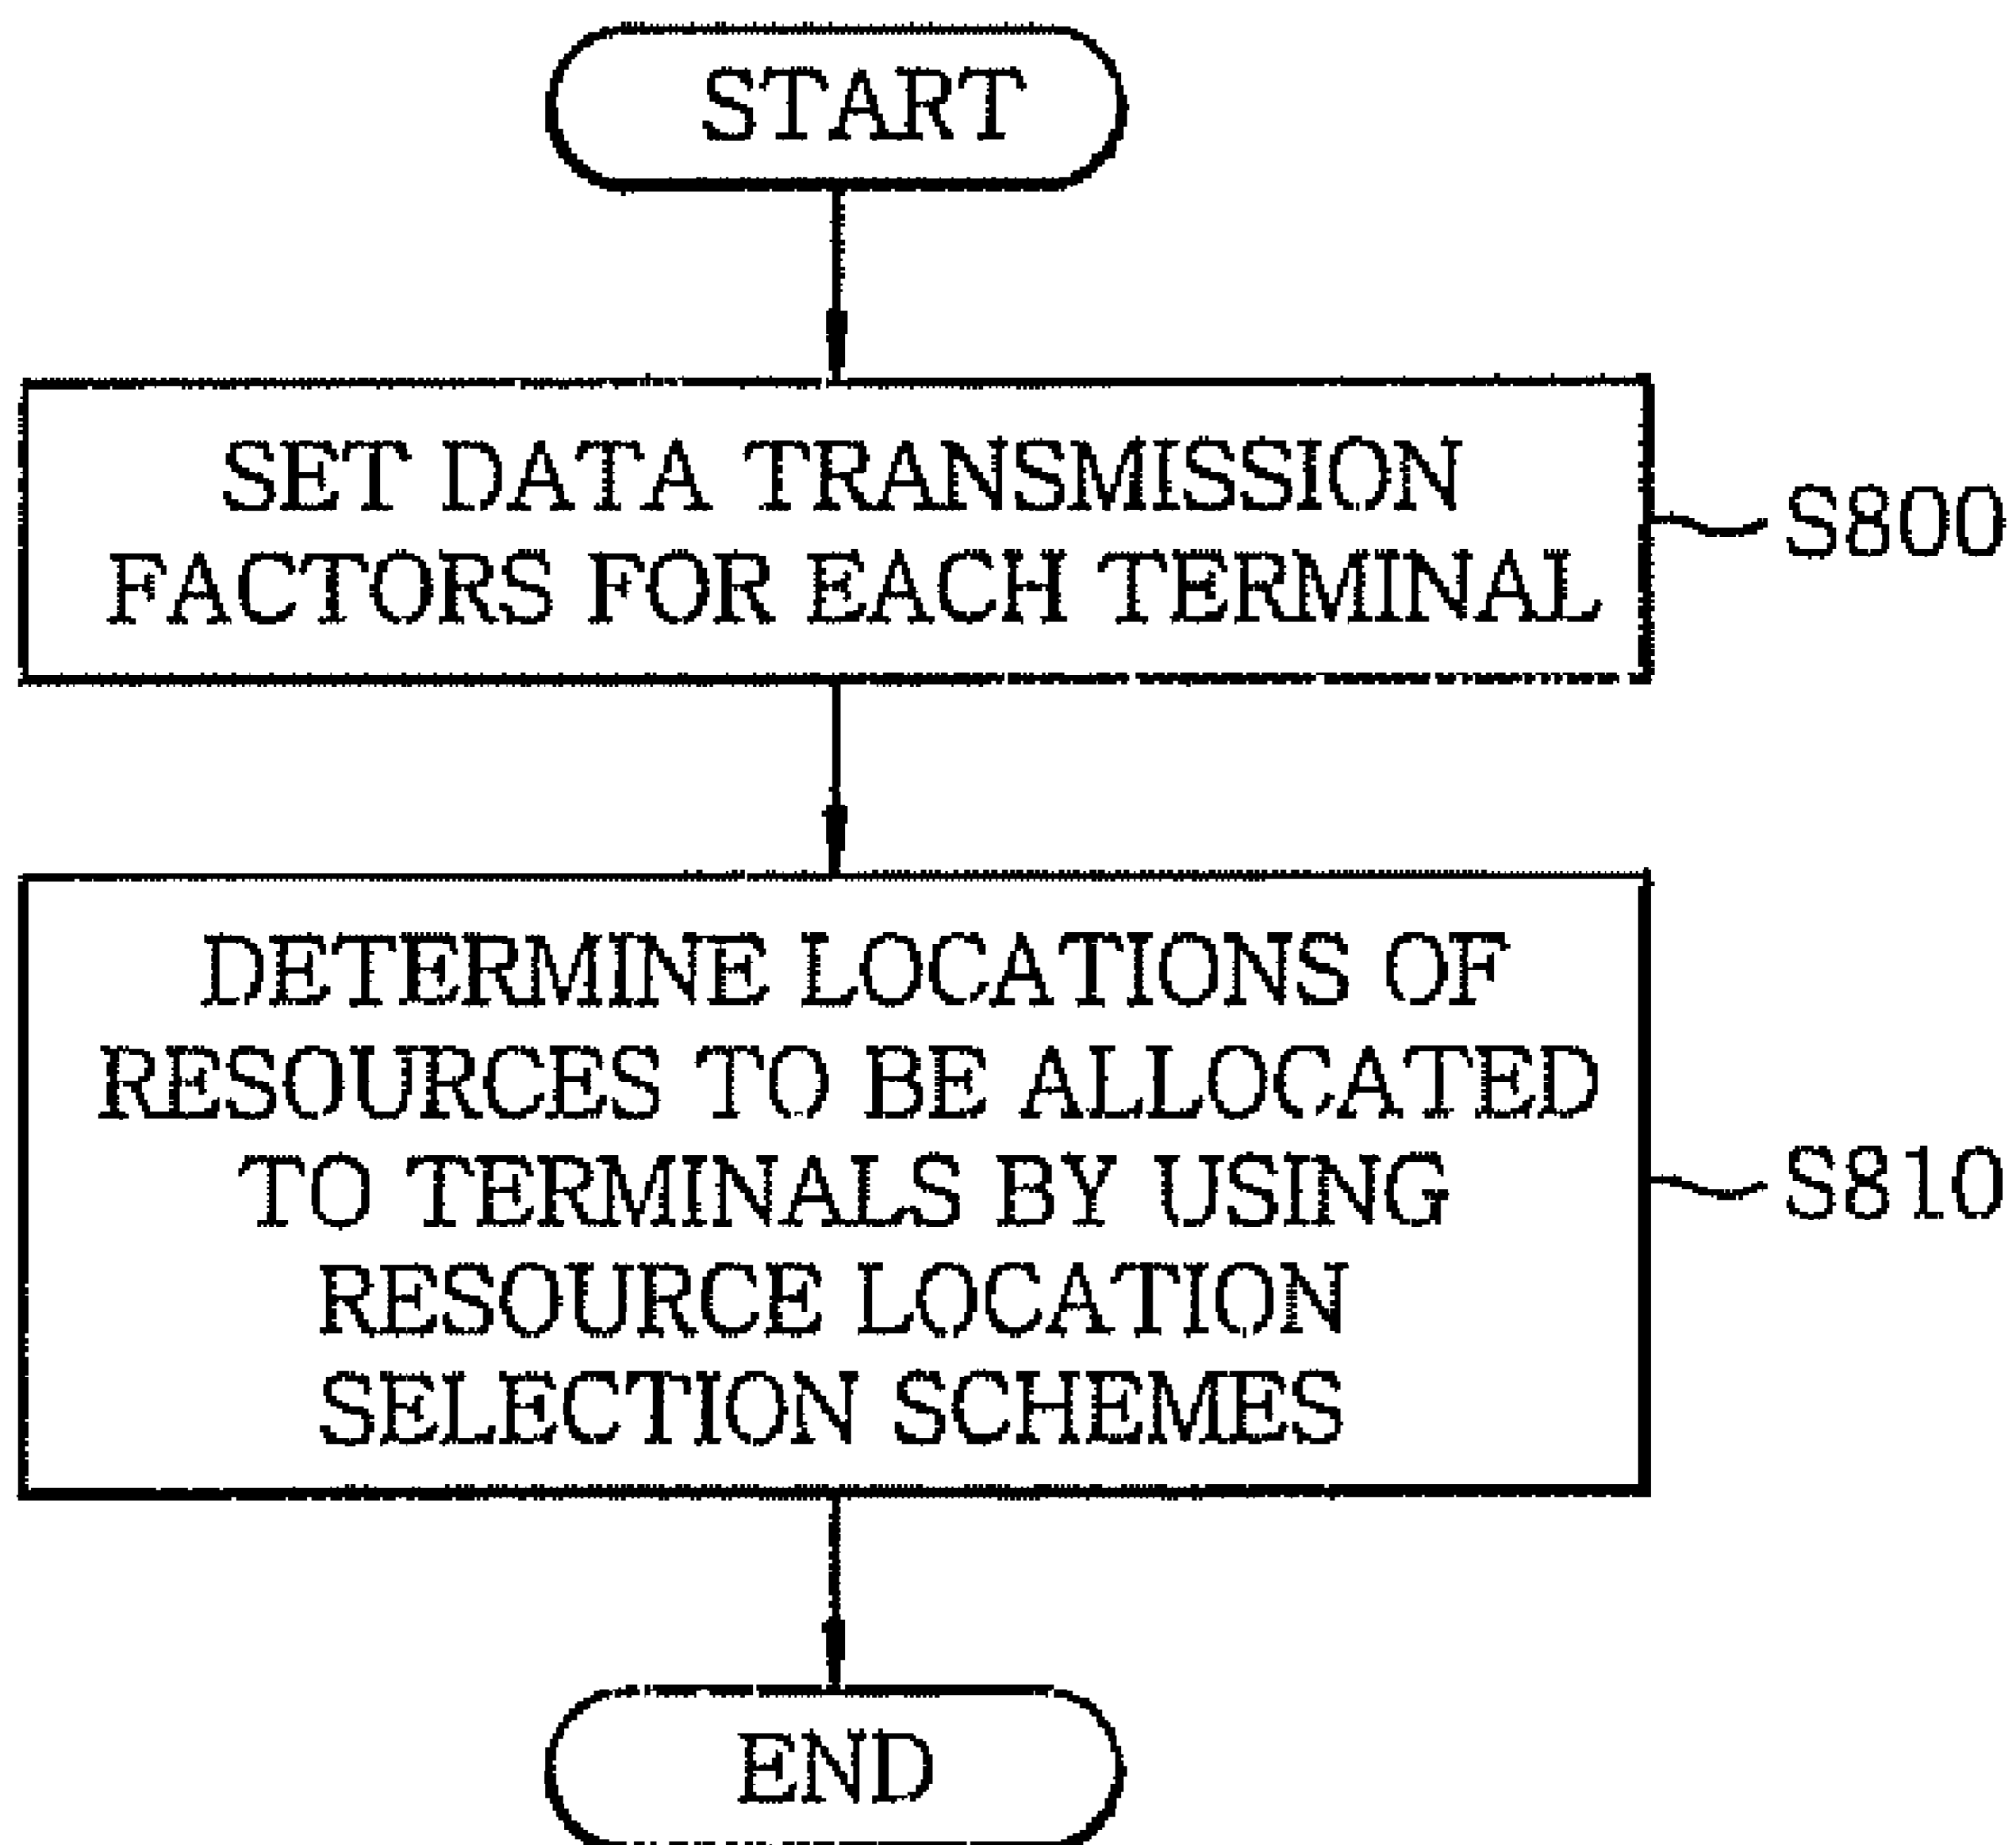 START
SET DATA TRANSMISSION
FACTORS FOR EACH TERMINAL
S800
DETERMINE LOCATIONS OF
RESOURCES TO BE ALLOCATED
TO TERMINALS BY USING
RESOURCE LOCATION
SELECTION SCHEMES
S810
END